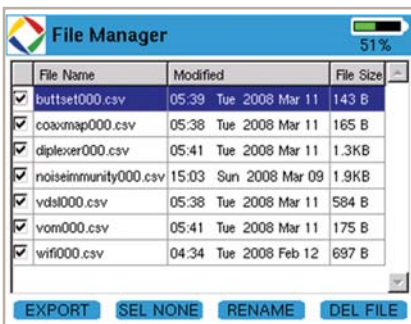 File Manager
51%
File Name Modified File Size
buttset000.csv 05:39 Tue 2008 Mar 11 143 B
coaxmap000.csv 05:38 Tue 2008 Mar 11 165 B
diplexer000.csv 05:41 Tue 2008 Mar 11 1.3KB
noiseimmunity000.csv 15:03 Sun 2008 Mar 09 1.9KB
vdsl000.csv 05:38 Tue 2008 Mar 11 584 B
vom000.csv 05:41 Tue 2008 Mar 11 175 B
wifi000.csv 04:34 Tue 2008 Feb 12 697 B
EXPORT SEL NONE RENAME DEL FILE